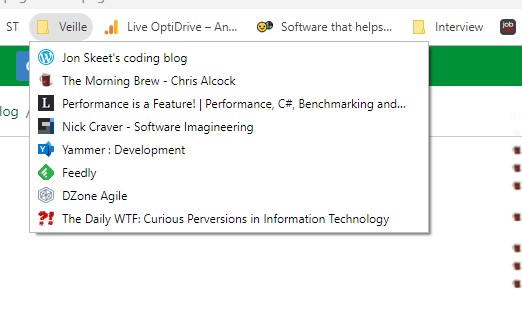 ST Veille Live OptiDrive – An... Software that helps... Interview
Jon Skeet's coding blog
The Morning Brew - Chris Alcock
Performance is a Feature! | Performance, C#, Benchmarking and...
log /
Nick Craver - Software Imagineering
Yammer : Development
Feedly
DZone Agile
The Daily WTF: Curious Perversions in Information Technology